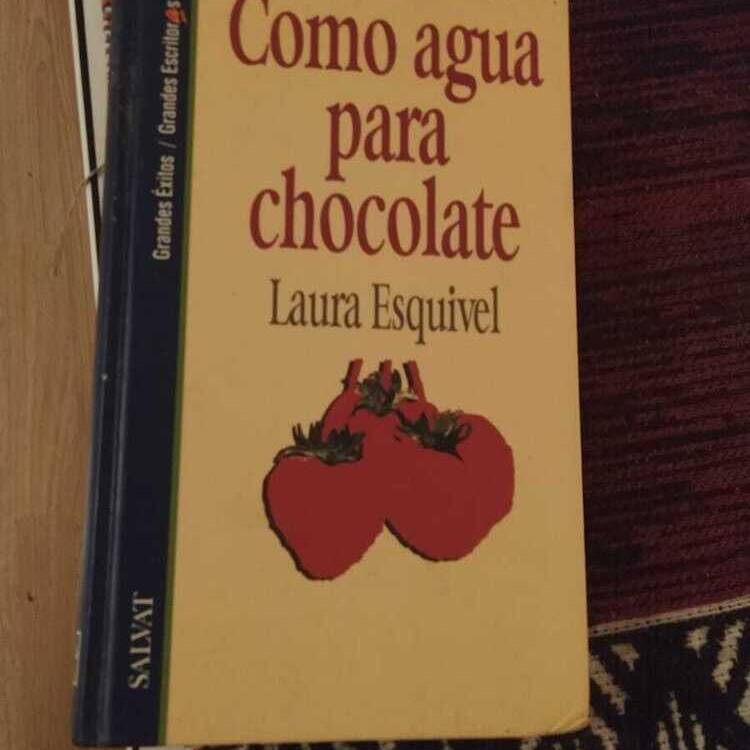 Como agua
para
chocolate
Laura Esquivel
Grandes Éxitos / Grandes Escritores
SALVAT